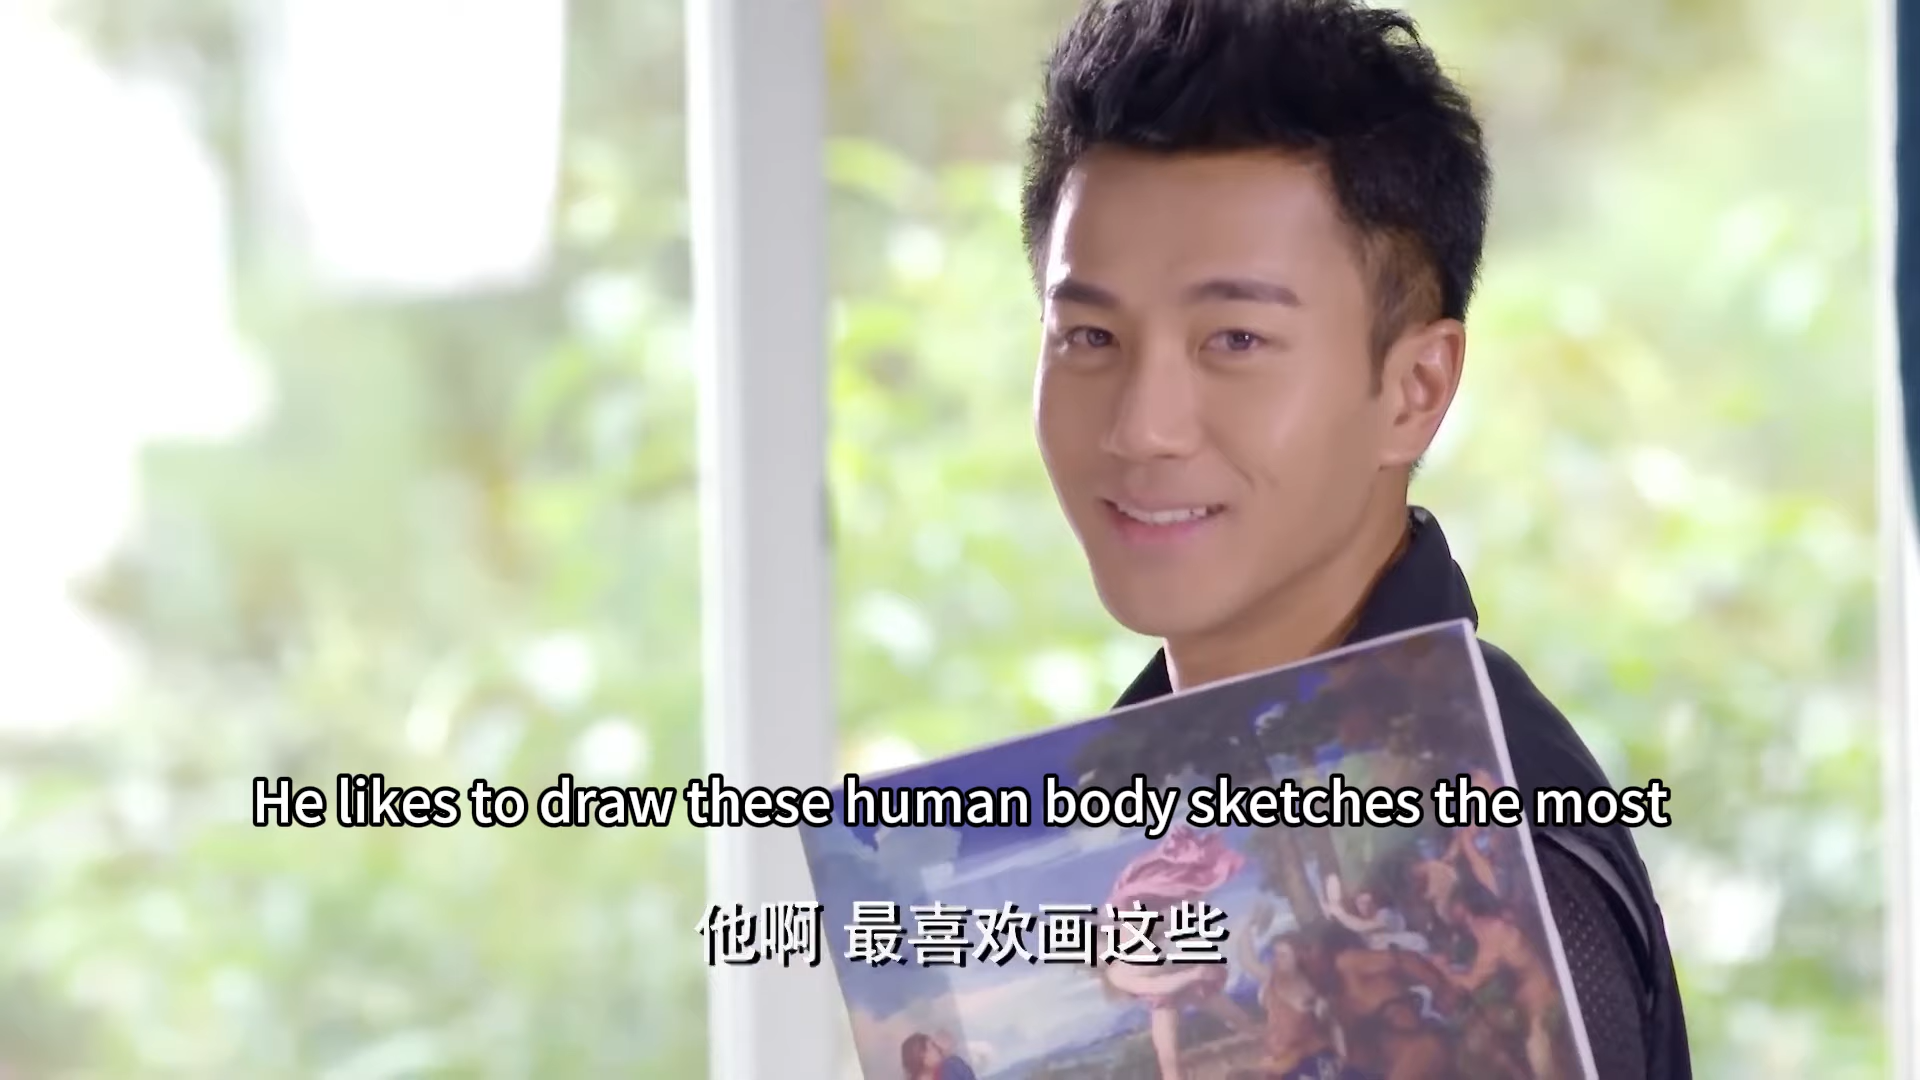 He likes to draw these human body sketches the most
他啊 最喜欢画这些